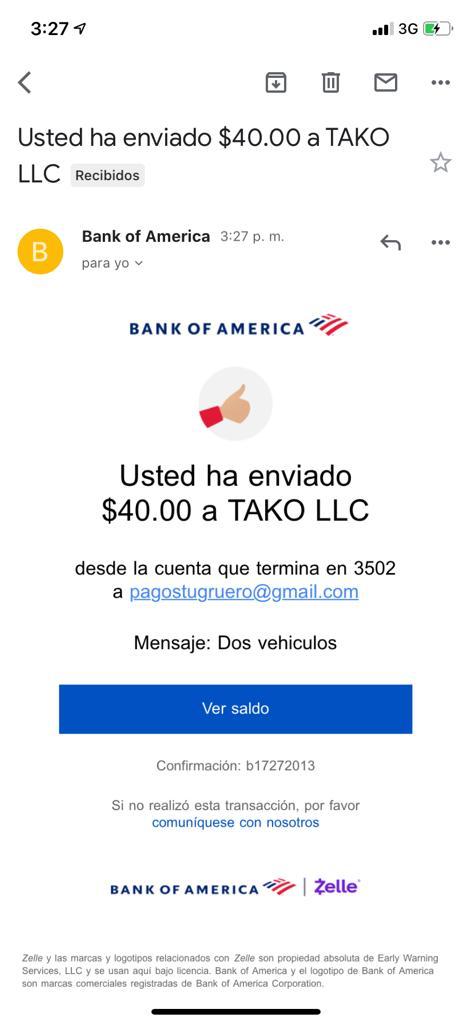 3:27
3G
Usted ha enviado $40.00 a TAKO
LLC Recibidos
B
Bank of America 3:27 p. m.
para yo
BANK OF AMERICA
Usted ha enviado
$40.00 a TAKO LLC
desde la cuenta que termina en 3502
a pagostugruero@gmail.com
Mensaje: Dos vehiculos
Ver saldo
Confirmación: b17272013
Si no realizó esta transacción, por favor
comuníquese con nosotros
BANK OF AMERICA | Zelle
Zelle y las marcas y logotipos relacionados con Zelle son propiedad absoluta de Early Warning
Services, LLC y se usan aquí bajo licencia. Bank of America y el logotipo de Bank of America
son marcas comerciales registradas de Bank of America Corporation.